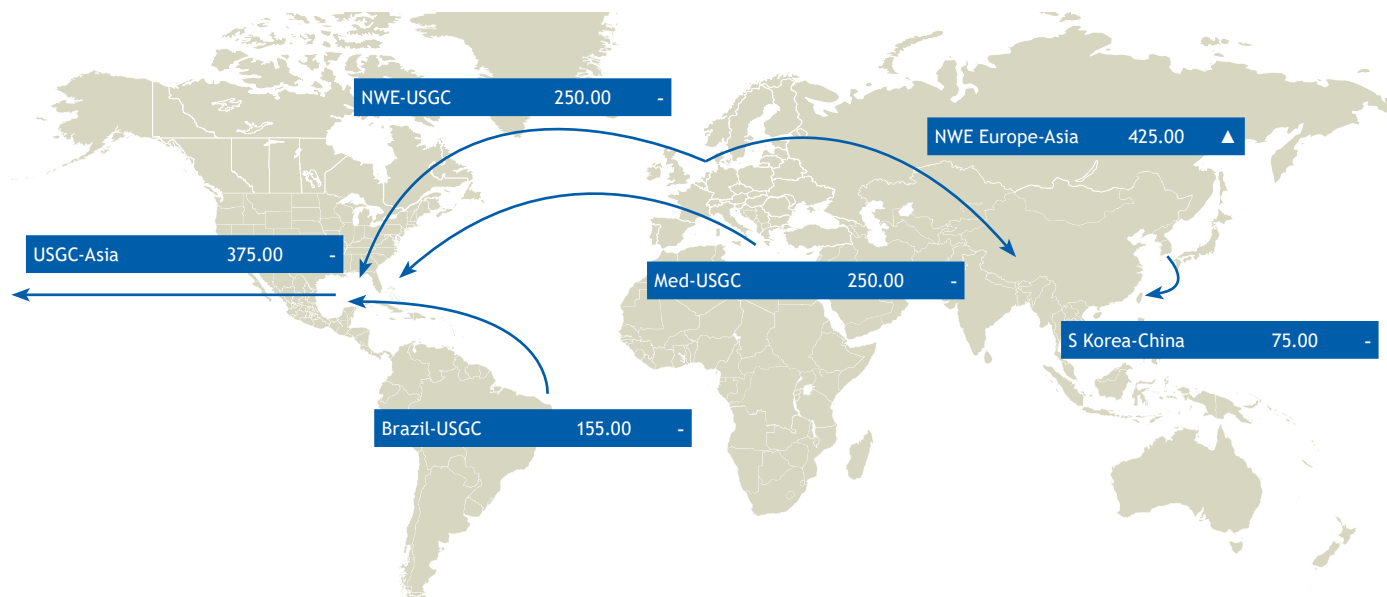 NWE-USGC 250.00 -
NWE Europe-Asia 425.00 ▲
USGC-Asia 375.00 -
Med-USGC 250.00 -
S Korea-China 75.00 -
Brazil-USGC 155.00 -